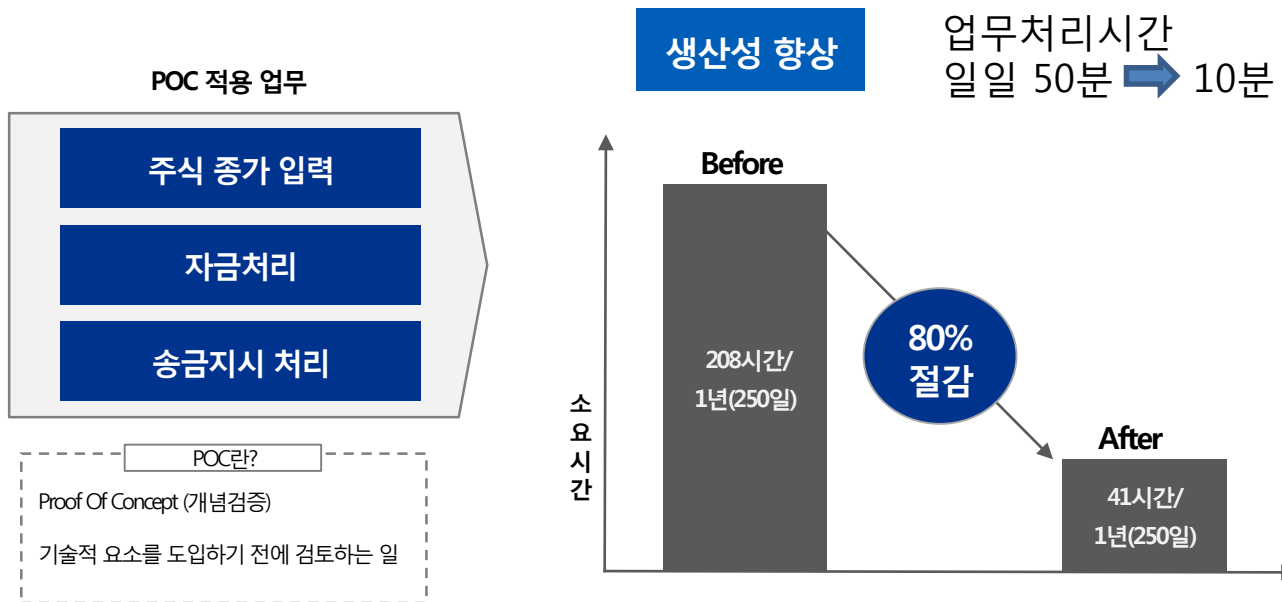 POC 적용 업무
주식 종가 입력
자금처리
송금지시 처리
POC란?
Proof Of Concept (개념검증)
기술적 요소를 도입하기 전에 검토하는 일
생산성 향상
업무처리시간
일일 50분 10분
소
요
시
간
Before
208시간/
1년(250일)
80%
절감
After
41시간/
1년(250일)